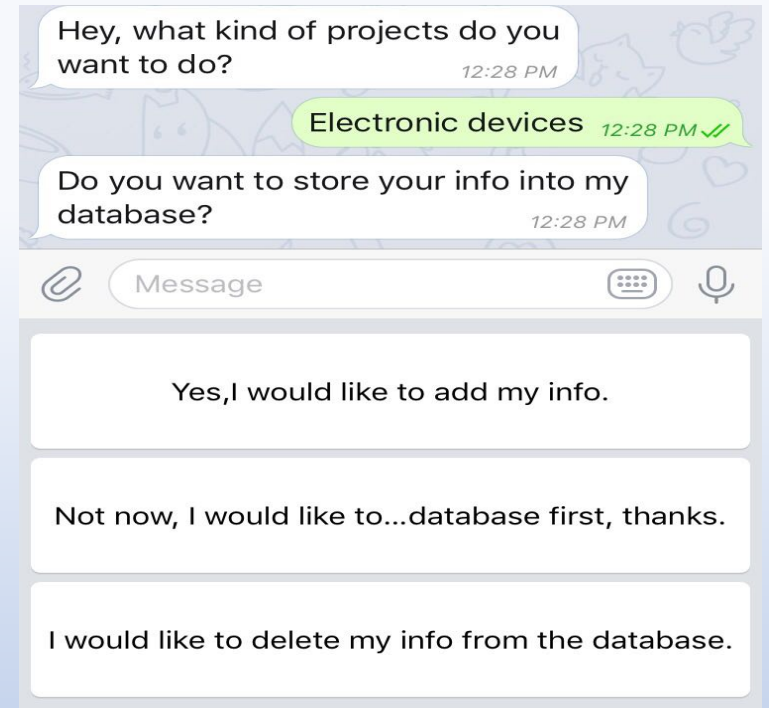 Hey, what kind of projects do you
want to do?
12:28 PM
Electronic devices 12:28 PM
Do you want to store your info into my
database?
12:28 PM
Message
Yes,I would like to add my info.
Not now, I would like to...database first, thanks.
I would like to delete my info from the database.